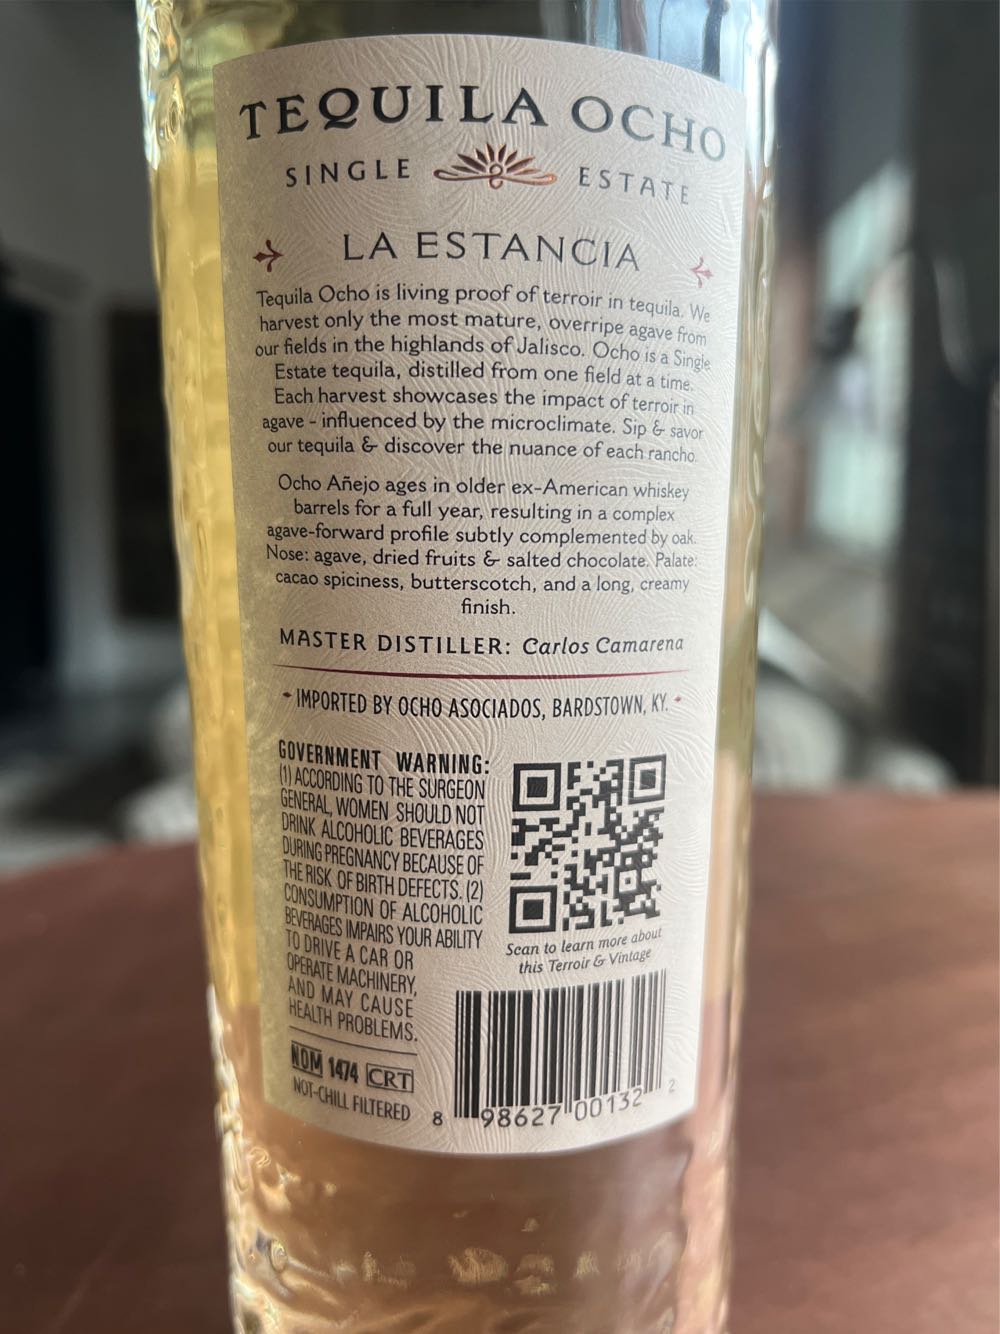 TEQUILA OCHO
SINGLE ESTATE
LA ESTANCIA
Tequila Ocho is living proof of terroir in tequila. We
harvest only the most mature, overripe agave from
our fields in the highlands of Jalisco. Ocho is a Single
Estate tequila, distilled from one field at a time.
Each harvest showcases the impact of terroir in
agave - influenced by the microclimate. Sip & savor
our tequila & discover the nuance of each rancho.
Ocho Añejo ages in older ex-American whiskey
barrels for a full year, resulting in a complex
agave-forward profile subtly complemented by oak.
Nose: agave, dried fruits & salted chocolate. Palate:
cacao spiciness, butterscotch, and a long, creamy
finish.
MASTER DISTILLER: Carlos Camarena
IMPORTED BY OCHO ASOCIADOS, BARDSTOWN, KY.
GOVERNMENT WARNING:
(1) ACCORDING TO THE SURGEON
GENERAL, WOMEN SHOULD NOT
DRINK ALCOHOLIC BEVERAGES
DURING PREGNANCY BECAUSE OF
THE RISK OF BIRTH DEFECTS. (2)
CONSUMPTION OF ALCOHOLIC
BEVERAGES IMPAIRS YOUR ABILITY
TO DRIVE A CAR OR
OPERATE MACHINERY,
AND MAY CAUSE
HEALTH PROBLEMS.
Scan to learn more about
this Terroir & Vintage
NOM 1474 CRT
NOT-CHILL FILTERED
8 98627 00132 2